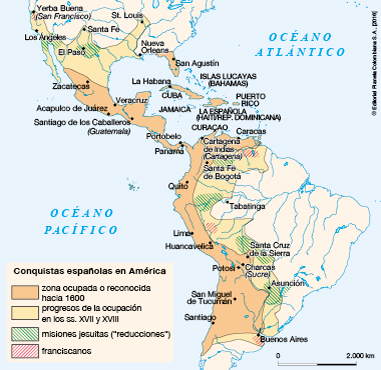 Yerba Buena
(San Francisco)
St. Louis
Los Ángeles
Santa Fe
El Paso
Nueva
Orleans
San Agustín
OCÉANO
ATLÁNTICO
© Editorial Planeta Colombiana S. A., (2016)
Zacatecas
La Habana
ISLAS LUCAYAS
(BAHAMAS)
CUBA
PUERTO
RICO
Acapulco de Juárez
Veracruz
JAMAICA
LA ESPAÑOLA
(HAITI/REP. DOMINICANA)
Santiago de los Caballeros
(Guatemala)
CURAÇAO
Caracas
Portobelo
Panamá
Cartagena
de Indias
(Cartagena)
Santa Fe
de Bogotá
Quito
Tabatinga
OCÉANO
PACÍFICO
Lima
Huancavelica
Santa Cruz
de la Sierra
Potosí
Charcas
(Sucre)
Asunción
San Miguel
de Tucumán
Santiago
Buenos Aires
Conquistas españolas en América
zona ocupada o reconocida
hacia 1600
progresos de la ocupación
en los ss. XVII y XVIII
misiones jesuitas ("reducciones")
franciscanos
0 2.000 km